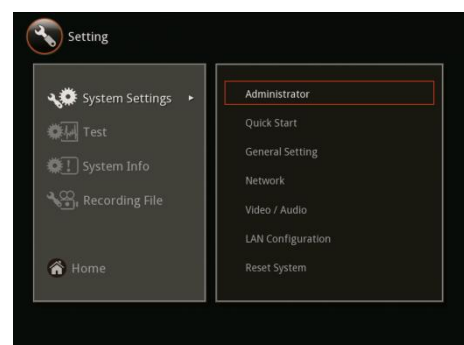 Setting
System Settings
Test
System Info
Recording File
Home
Administrator
Quick Start
General Setting
Network
Video / Audio
LAN Configuration
Reset System